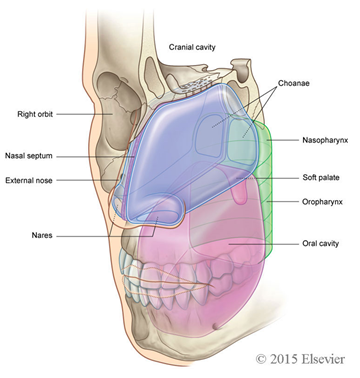 Cranial cavity
Choanae
Right orbit
Nasopharynx
Nasal septum
Soft palate
External nose
Oropharynx
Nares
Oral cavity
© 2015 Elsevier